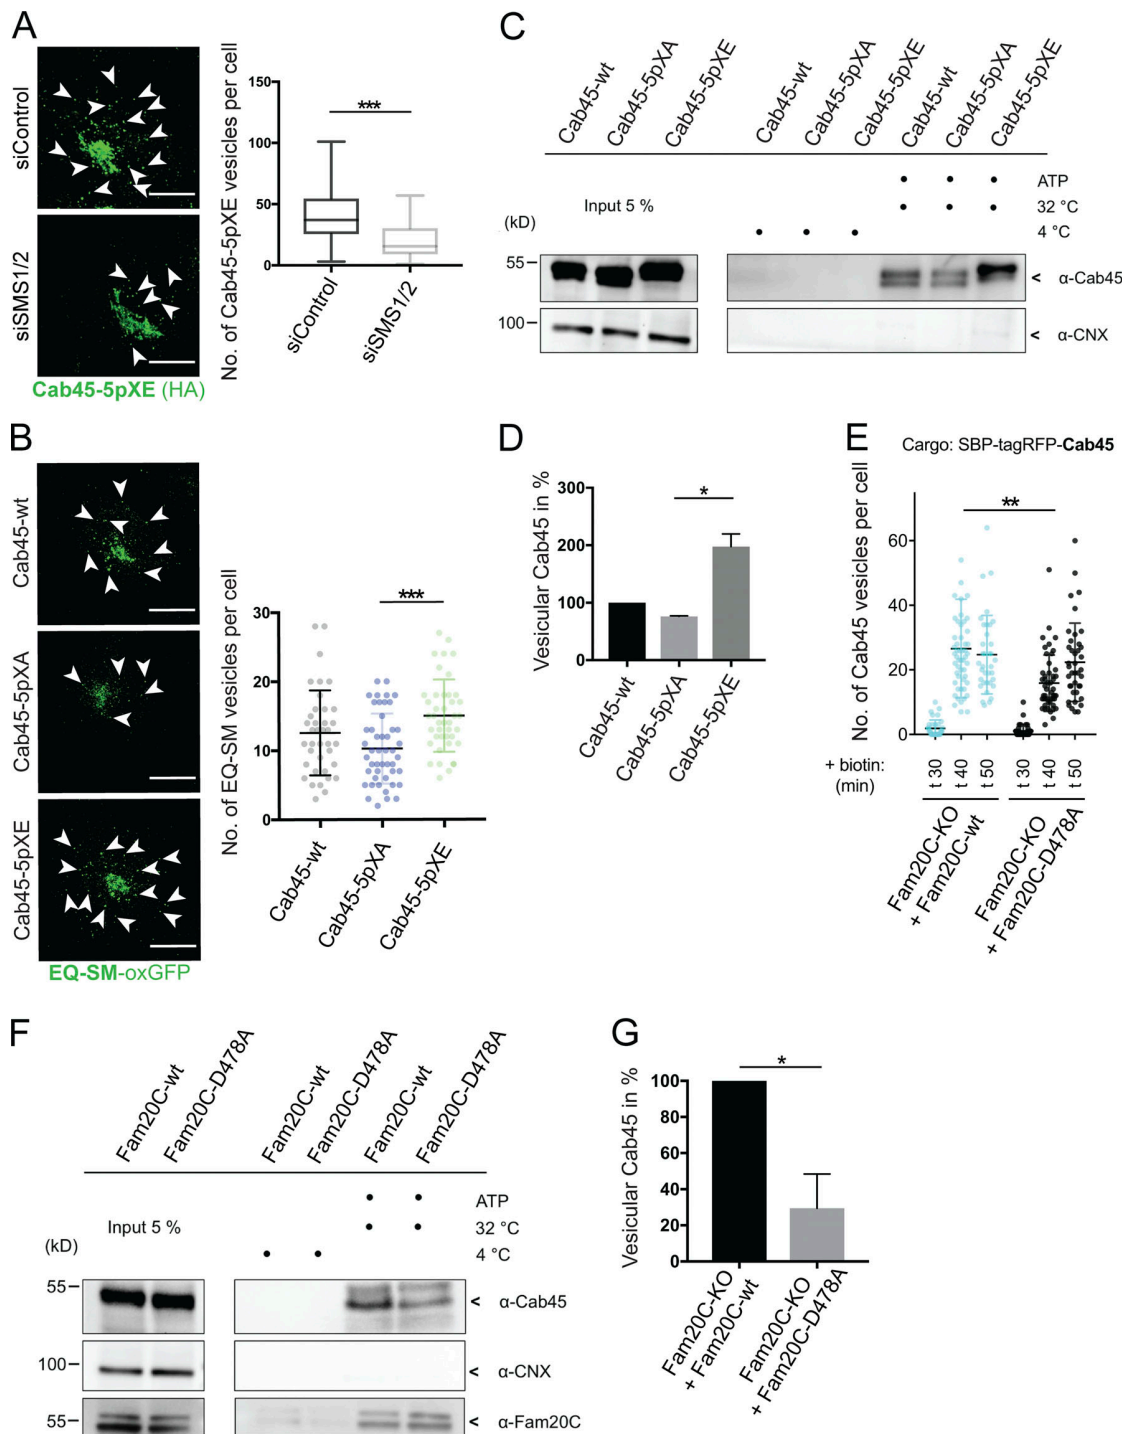 A
siControl
siSMS1/2
Cab45-5pXE (HA)
No. of Cab45-5pXE vesicles per cell
150
100
50
0
***
siControl
siSMS1/2
C
Cab45-wt
Cab45-5pXA
Cab45-5pXE
Cab45-wt
Cab45-5pXA
Cab45-5pXE
Cab45-wt
Cab45-5pXA
Cab45-5pXE
ATP
Input 5 %
32 °C
(kD)
4 °C
55
< α-Cab45
100
< α-CNX
B
Cab45-wt
Cab45-5pXA
Cab45-5pXE
EQ-SM-oxGFP
No. of EQ-SM vesicles per cell
30
20
10
0
***
Cab45-wt
Cab45-5pXA
Cab45-5pXE
D
Vesicular Cab45 in %
300
200
100
0
*
Cab45-wt
Cab45-5pXA
Cab45-5pXE
E
Cargo: SBP-tagRFP-Cab45
No. of Cab45 vesicles per cell
60
40
20
0
**
+ biotin:
(min)
t 30
t 40
t 50
t 30
t 40
t 50
Fam20C-KO
+ Fam20C-wt
Fam20C-KO
+ Fam20C-D478A
F
Fam20C-wt
Fam20C-D478A
Fam20C-wt
Fam20C-D478A
Fam20C-wt
Fam20C-D478A
ATP
Input 5 %
32 °C
(kD)
4 °C
55
< α-Cab45
100
< α-CNX
55
< α-Fam20C
G
Vesicular Cab45 in %
100
80
60
40
20
0
*
Fam20C-KO
+ Fam20C-wt
Fam20C-KO
+ Fam20C-D478A